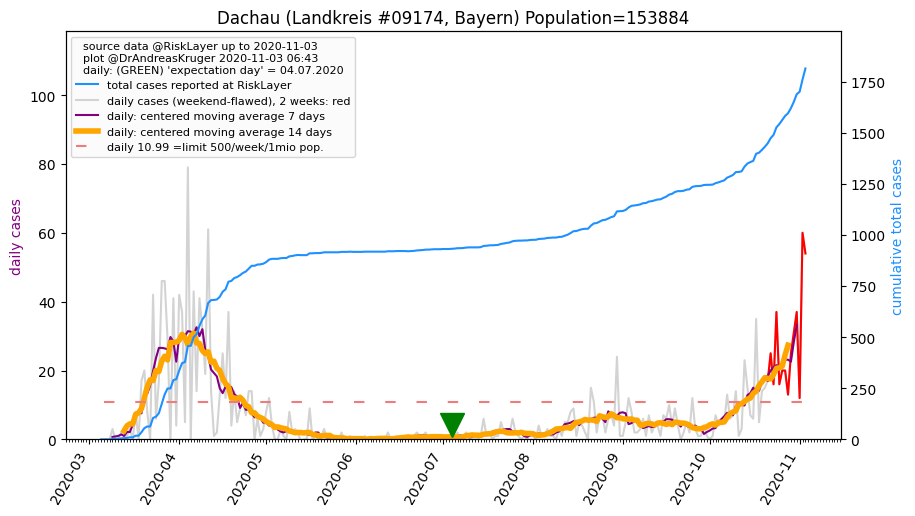 Dachau (Landkreis #09174, Bayern) Population=153884
source data @RiskLayer up to 2020-11-03
plot @DrAndreasKruger 2020-11-03 06:43
daily: (GREEN) 'expectation day' = 04.07.2020
total cases reported at RiskLayer
daily cases (weekend-flawed), 2 weeks: red
daily: centered moving average 7 days
daily: centered moving average 14 days
daily 10.99 =limit 500/week/1mio pop.
daily cases
100
80
60
40
20
0
cumulative total cases
1750
1500
1250
1000
750
500
250
0
2020-03
2020-04
2020-05
2020-06
2020-07
2020-08
2020-09
2020-10
2020-11